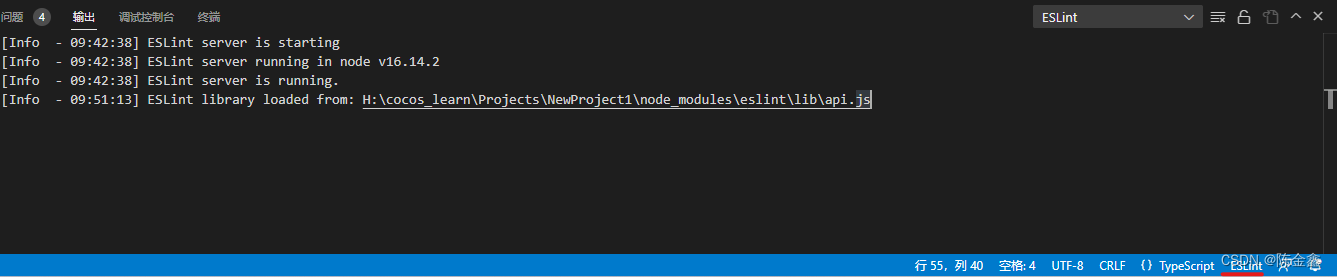 问题 4 输出 调试控制台 终端 ESLint
[Info  - 09:42:38] ESLint server is starting
[Info  - 09:42:38] ESLint server running in node v16.14.2
[Info  - 09:42:38] ESLint server is running.
[Info  - 09:51:13] ESLint library loaded from: H:\cocos_learn\Projects\NewProject1\node_modules\eslint\lib\api.js
行 55，列 40 空格: 4 UTF-8 CRLF {} TypeScript ESLint
CSDN @陈金鑫